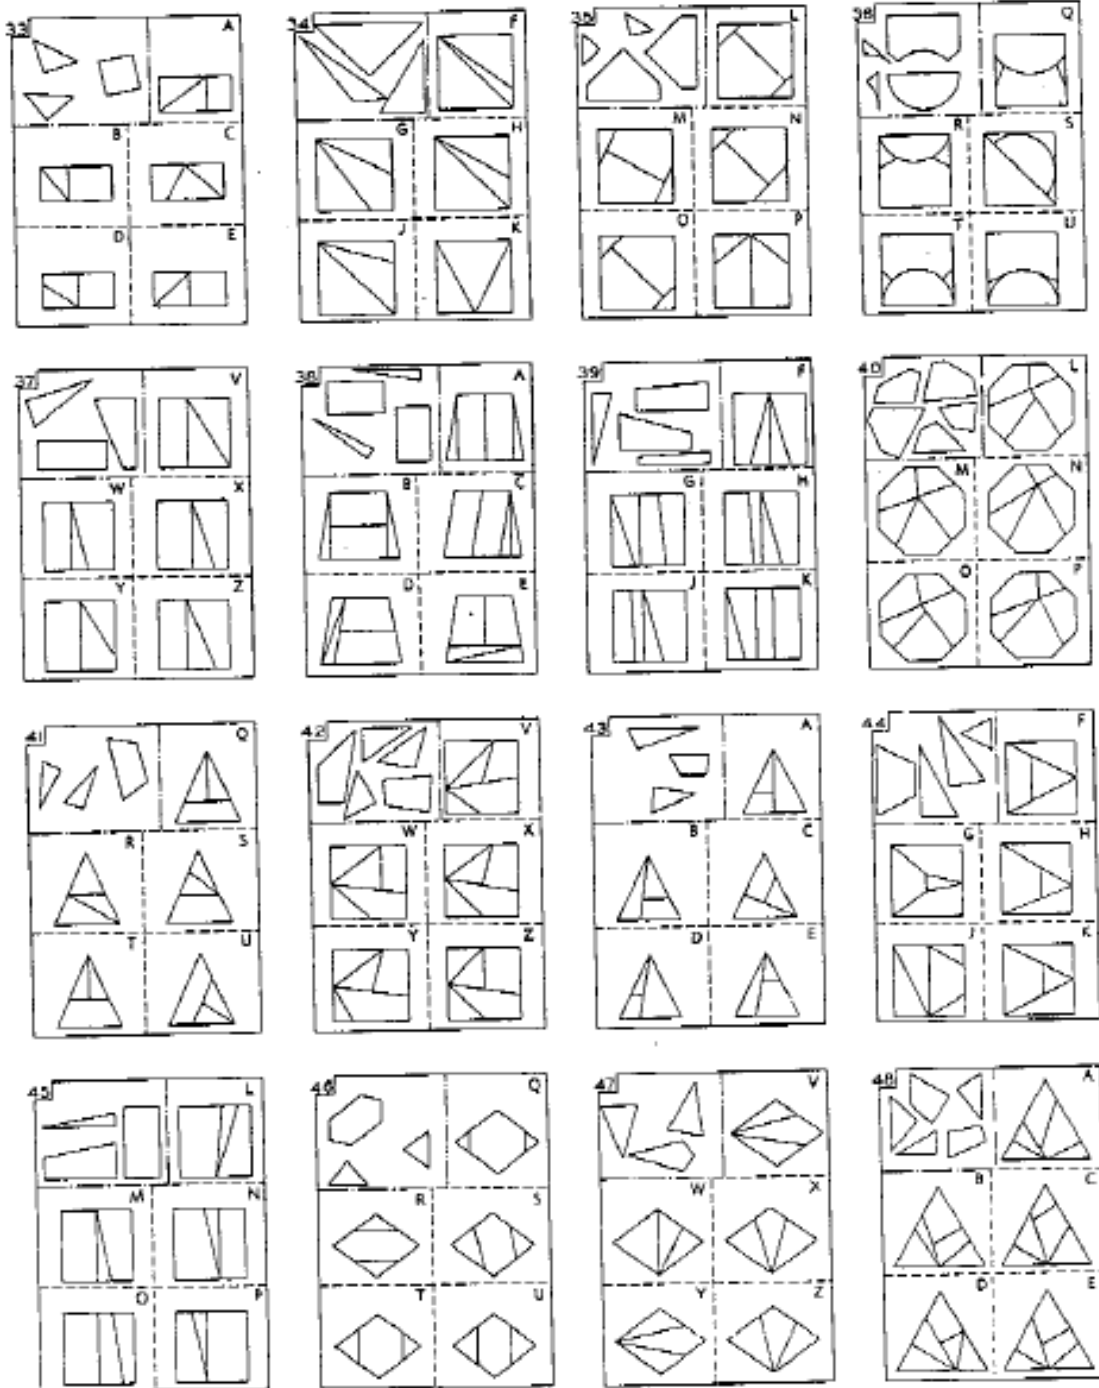 33 A
B C
D E
34 F
G H
J K
35 L
M N
O P
36 Q
R S
T U
37 V
W X
Y Z
38 A
B C
D E
39 F
G H
J K
40 L
M N
O P
41 Q
R S
T U
42 V
W X
Y Z
43 A
B C
D E
44 F
G H
J K
45 L
M N
O P
46 Q
R S
T U
47 V
W X
Y Z
48 A
B C
D E